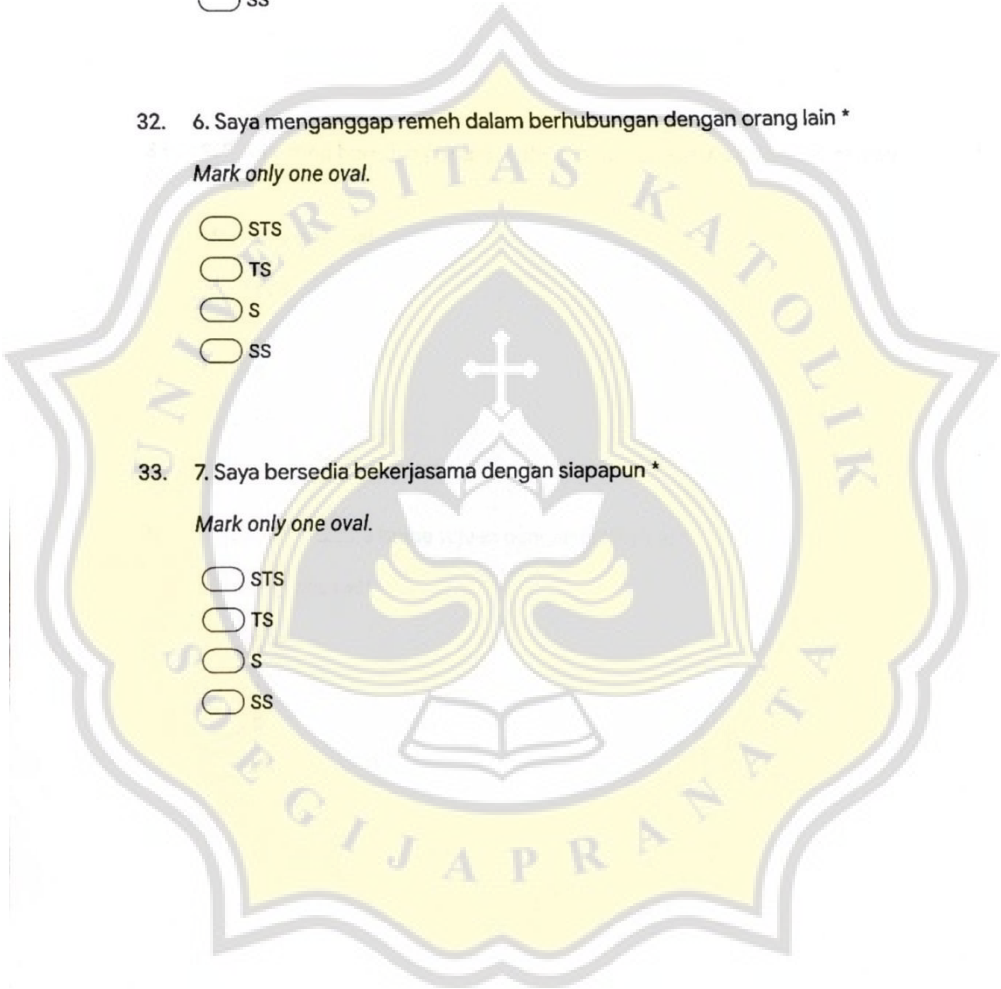 SS
32. 6. Saya menganggap remeh dalam berhubungan dengan orang lain *
Mark only one oval.
STS
TS
S
SS
33. 7. Saya bersedia bekerjasama dengan siapapun *
Mark only one oval.
STS
TS
S
SS
UNIVERSITAS KATOLIK
SOEGIJAPRANATA